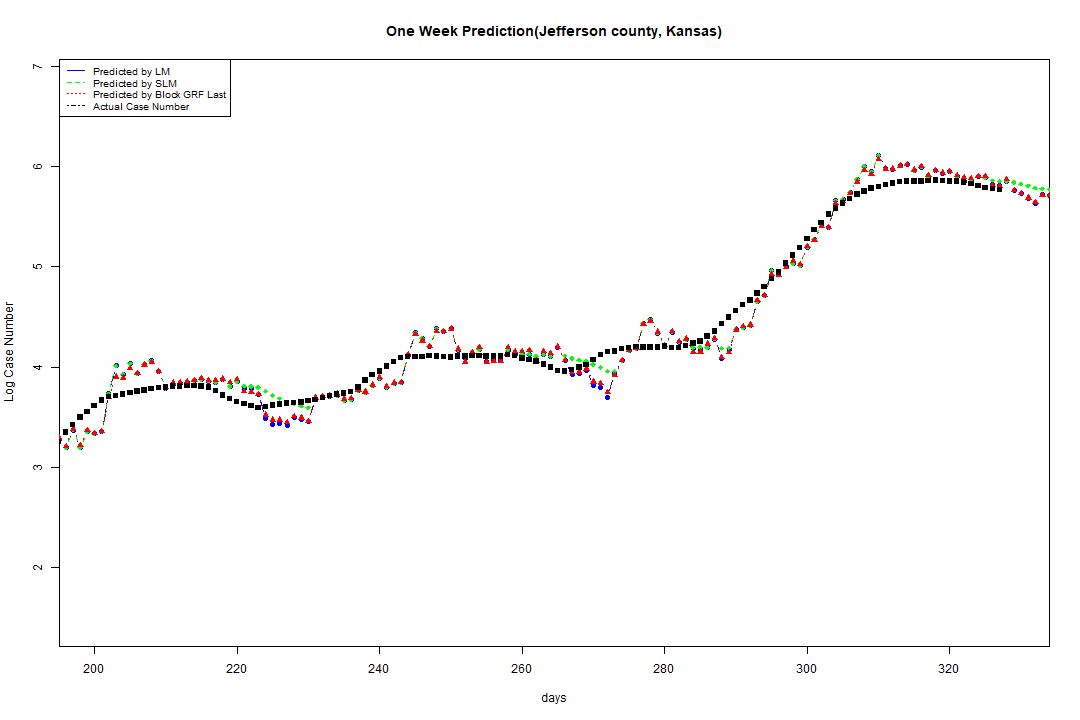 One Week Prediction(Jefferson county, Kansas)
Predicted by LM
Predicted by SLM
Predicted by Block GRF Last
Actual Case Number
7
6
5
4
3
2
Log Case Number
200 220 240 260 280 300 320
days